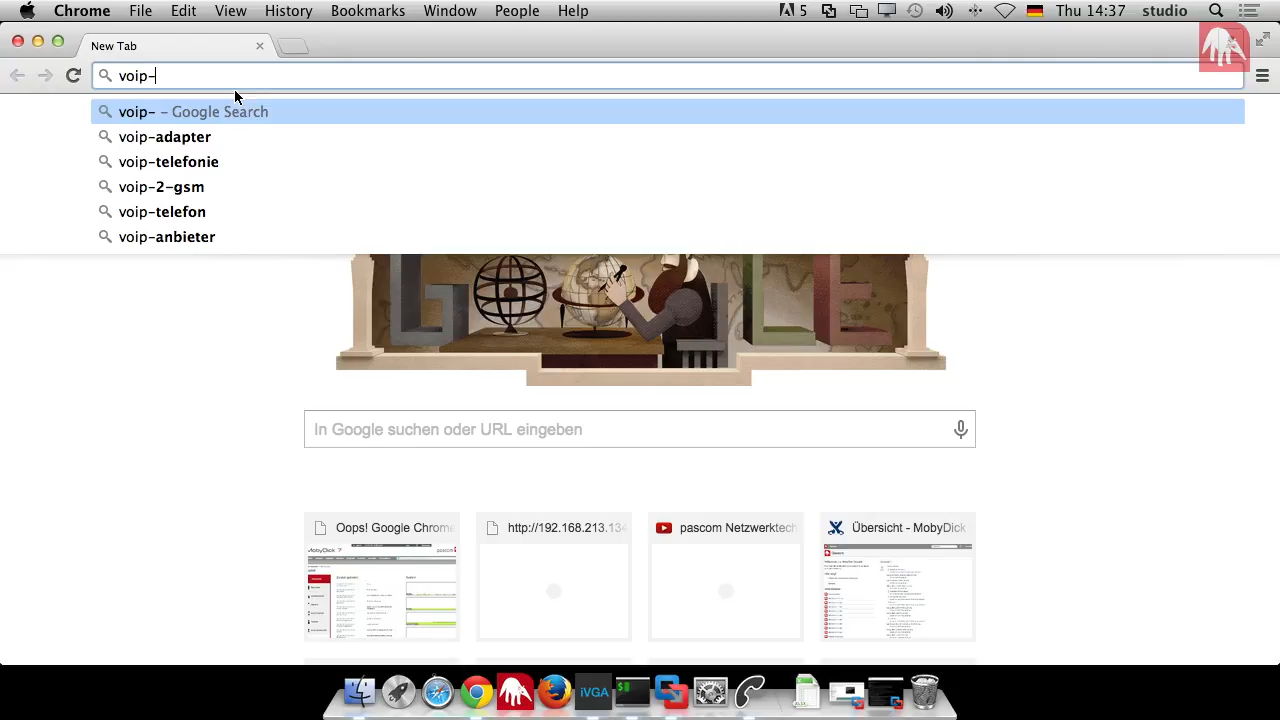 Chrome File Edit View History Bookmarks Window People Help 5 Thu 14:37 studio
New Tab
voip-
voip- – Google Search
voip-adapter
voip-telefonie
voip-2-gsm
voip-telefon
voip-anbieter
In Google suchen oder URL eingeben
Oops! Google Chrome http://192.168.213.134 pascom Netzwerktech Übersicht - MobyDick
MobyDick 7
iVGA